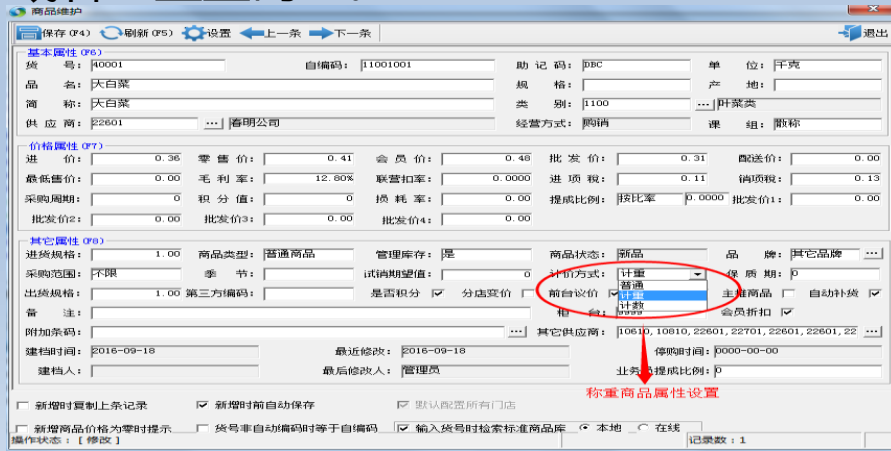 商品维护
保存(F4) 刷新(F5) 设置 上一条 下一条 退出
基本属性(F6)
货 号: 40001 自编码: 11001001 助 记 码: DBC 单 位: 千克
品 名: 大白菜 规 格: 产 地:
简 称: 大白菜 类 别: 1100 ... 叶菜类
供 应 商: 22601 ... 春明公司 经营方式: 购销 课 组: 散称
价格属性(F7)
进 价: 0.36 零 售 价: 0.41 会 员 价: 0.48 批 发 价: 0.31 配送价: 0.00
最低售价: 0.00 毛 利 率: 12.80% 联营扣率: 0.0000 进 项 税: 0.11 销项税: 0.13
采购周期: 0 积 分 值: 0 损 耗 率: 0.00 提成比例: 按比率 0.0000 批发价1: 0.00
批发价2: 0.00 批发价3: 0.00 批发价4: 0.00
其它属性(F8)
进货规格: 1.00 商品类型: 普通商品 管理库存: 是 商品状态: 新品 品 牌: 其它品牌 ...
采购范围: 不限 季 节: 试销期望值: 0 计价方式: 计重 保 质 期: 0
普通
出货规格: 1.00 第三方编码: 是否积分 分店变价 前台议价 计重 主推商品 自动补货
计数
备 注: 柜 台: 9999 会员折扣
附加条码: ... 其它供应商: 10610,10810,22601,22701,22601,22601,22 ...
建档时间: 2016-09-18 最近修改: 2016-09-18 停购时间: 0000-00-00
建档人: 最后修改人: 管理员 业务员提成比例: 0
称重商品属性设置
新增时复制上条记录 新增时前自动保存 默认配置所有门店
新增商品价格为零时提示 货号非自动编码时等于自编码 输入货号时检索标准商品库 本地 在线
操作状态:[修改] 记录数:1